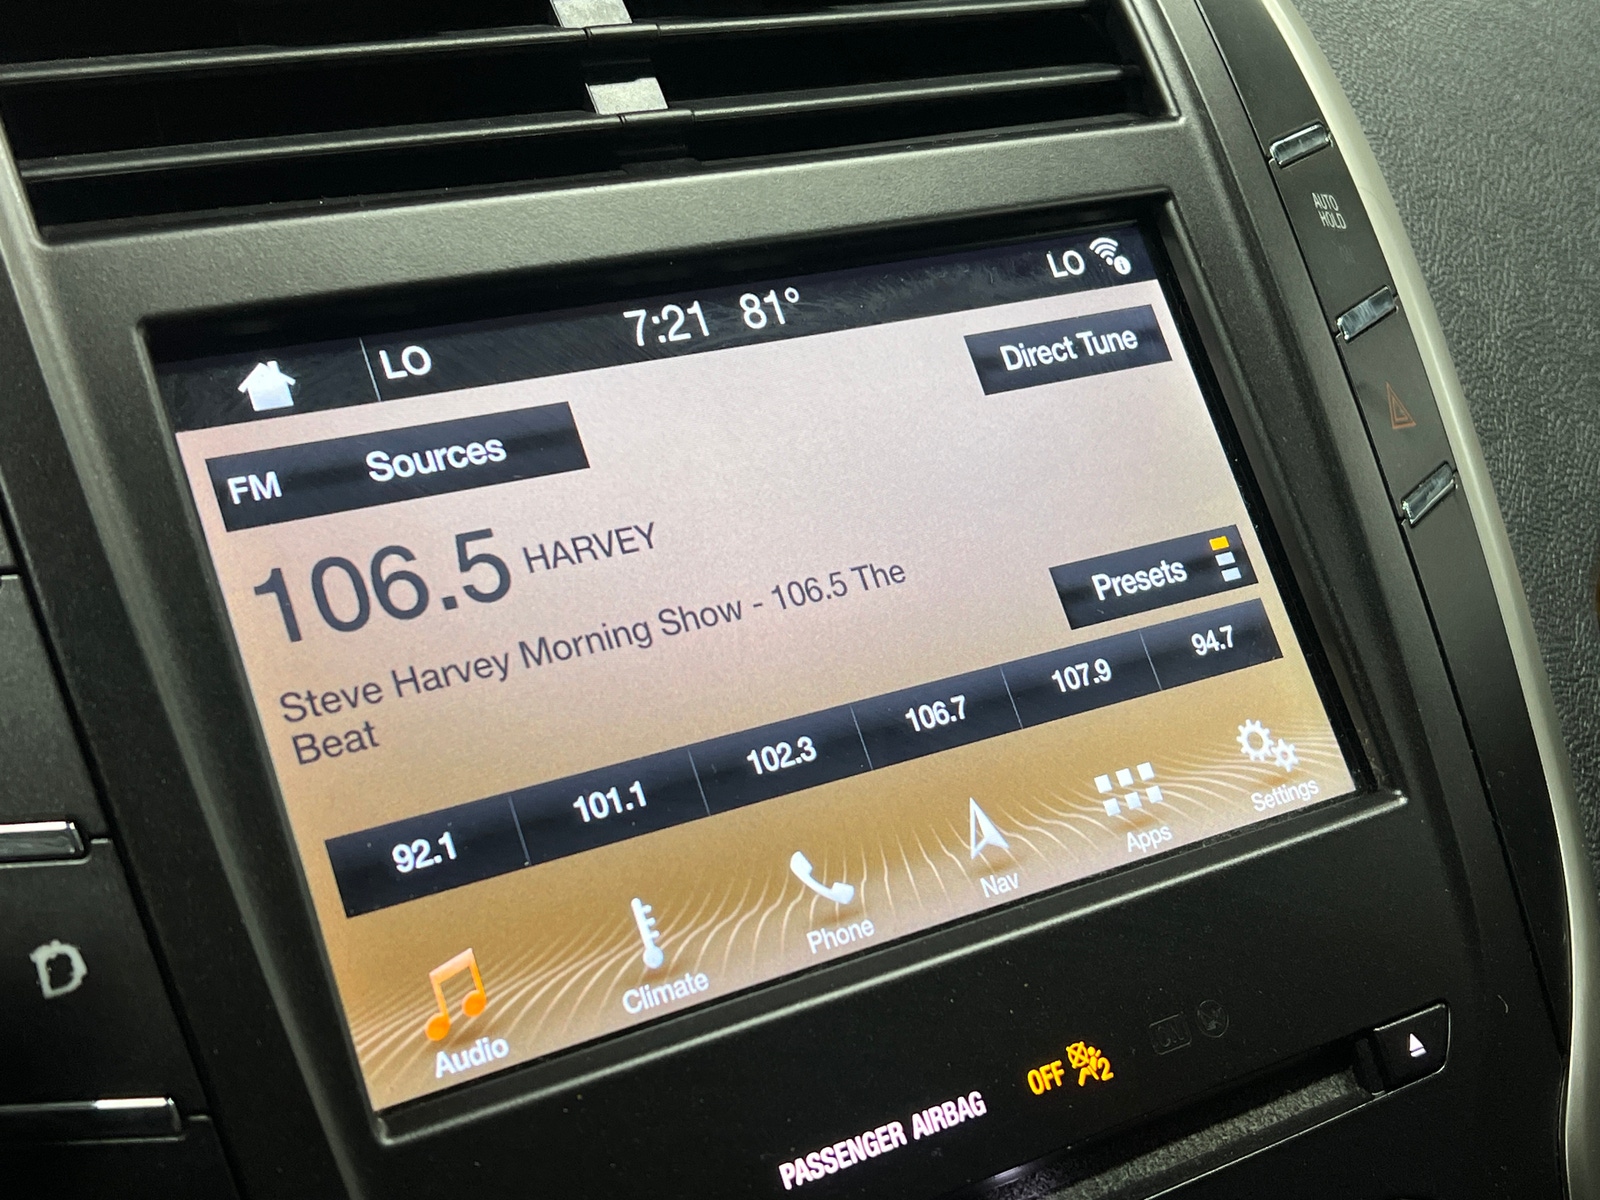 AUTO
HOLD
LO
7:21 81°
LO
Direct Tune
FM Sources
106.5 HARVEY
Steve Harvey Morning Show - 106.5 The
Beat
Presets
92.1 101.1 102.3 106.7 107.9 94.7
Audio Climate Phone Nav Apps Settings
PASSENGER AIRBAG OFF 2